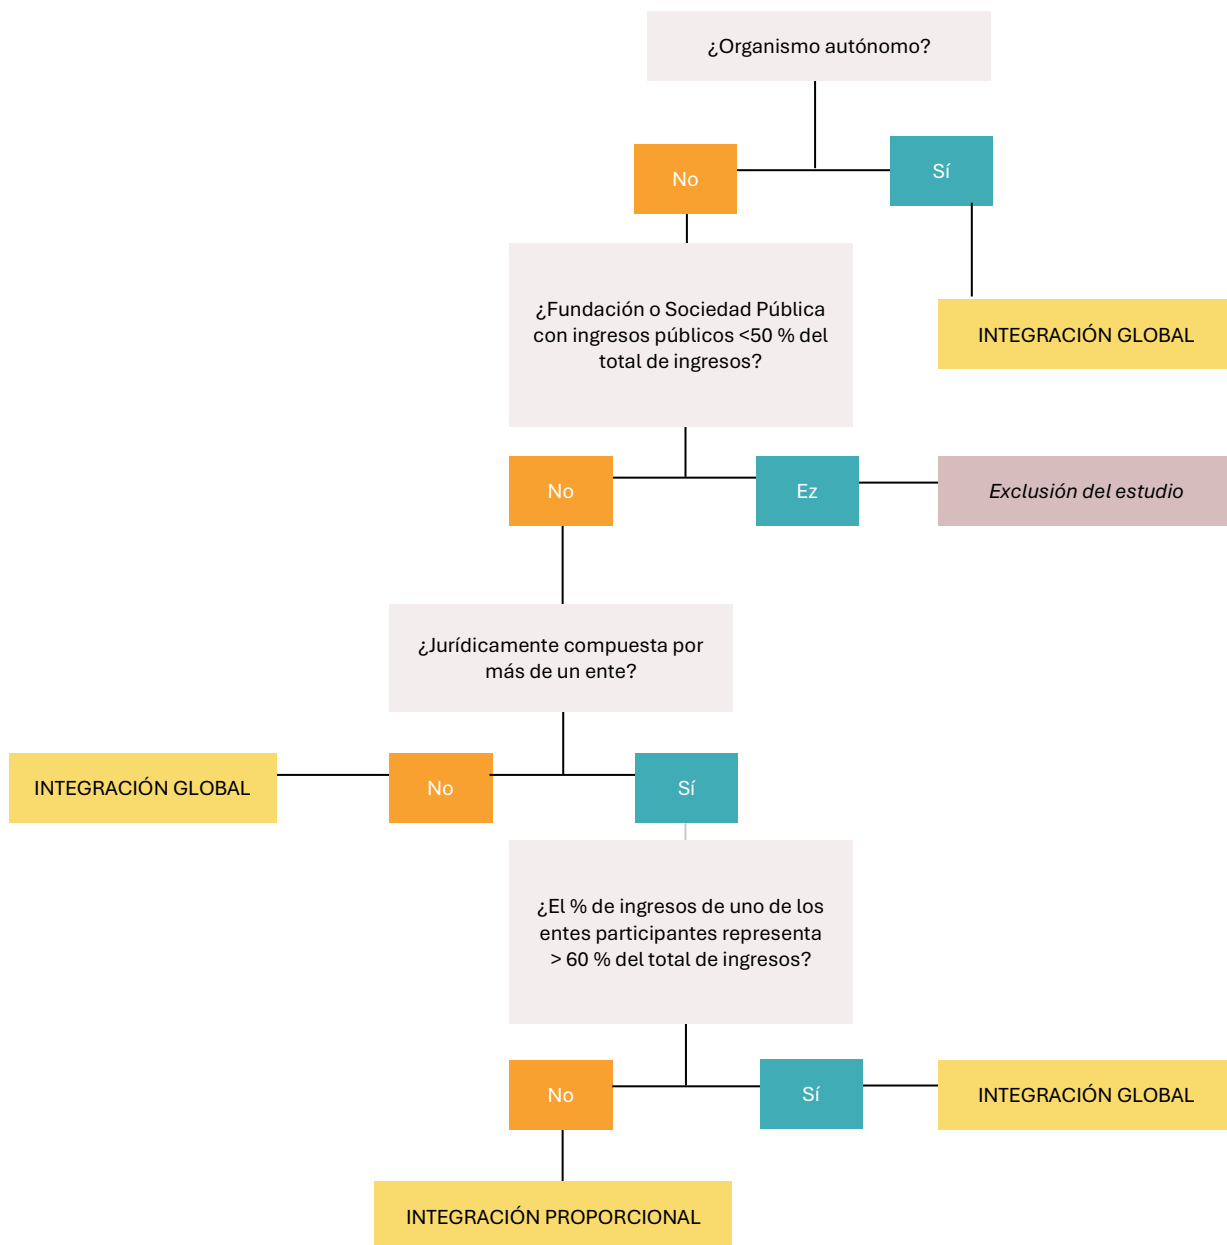 ¿Organismo autónomo?
No
Sí
¿Fundación o Sociedad Pública
con ingresos públicos <50 % del
total de ingresos?
INTEGRACIÓN GLOBAL
No
Ez
Exclusión del estudio
¿Jurídicamente compuesta por
más de un ente?
INTEGRACIÓN GLOBAL
No
Sí
¿El % de ingresos de uno de los
entes participantes representa
> 60 % del total de ingresos?
No
Sí
INTEGRACIÓN GLOBAL
INTEGRACIÓN PROPORCIONAL